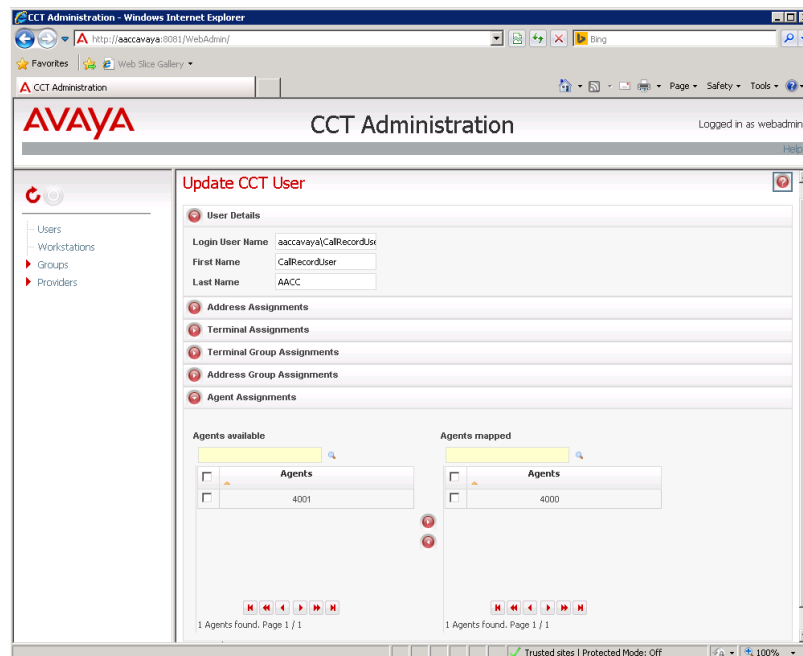 CCT Administration - Windows Internet Explorer
http://aaccavaya:8081/WebAdmin/
Bing
Favorites
Web Slice Gallery
CCT Administration
Page
Safety
Tools
AVAYA
CCT Administration
Logged in as webadmin
Help
Update CCT User
Users
Workstations
Groups
Providers
User Details
Login User Name aaccavaya\CallRecordUse
First Name CallRecordUser
Last Name AACC
Address Assignments
Terminal Assignments
Terminal Group Assignments
Address Group Assignments
Agent Assignments
Agents available
Agents mapped
Agents
4001
Agents
4000
1 Agents found. Page 1 / 1
1 Agents found. Page 1 / 1
Trusted sites | Protected Mode: Off
100%